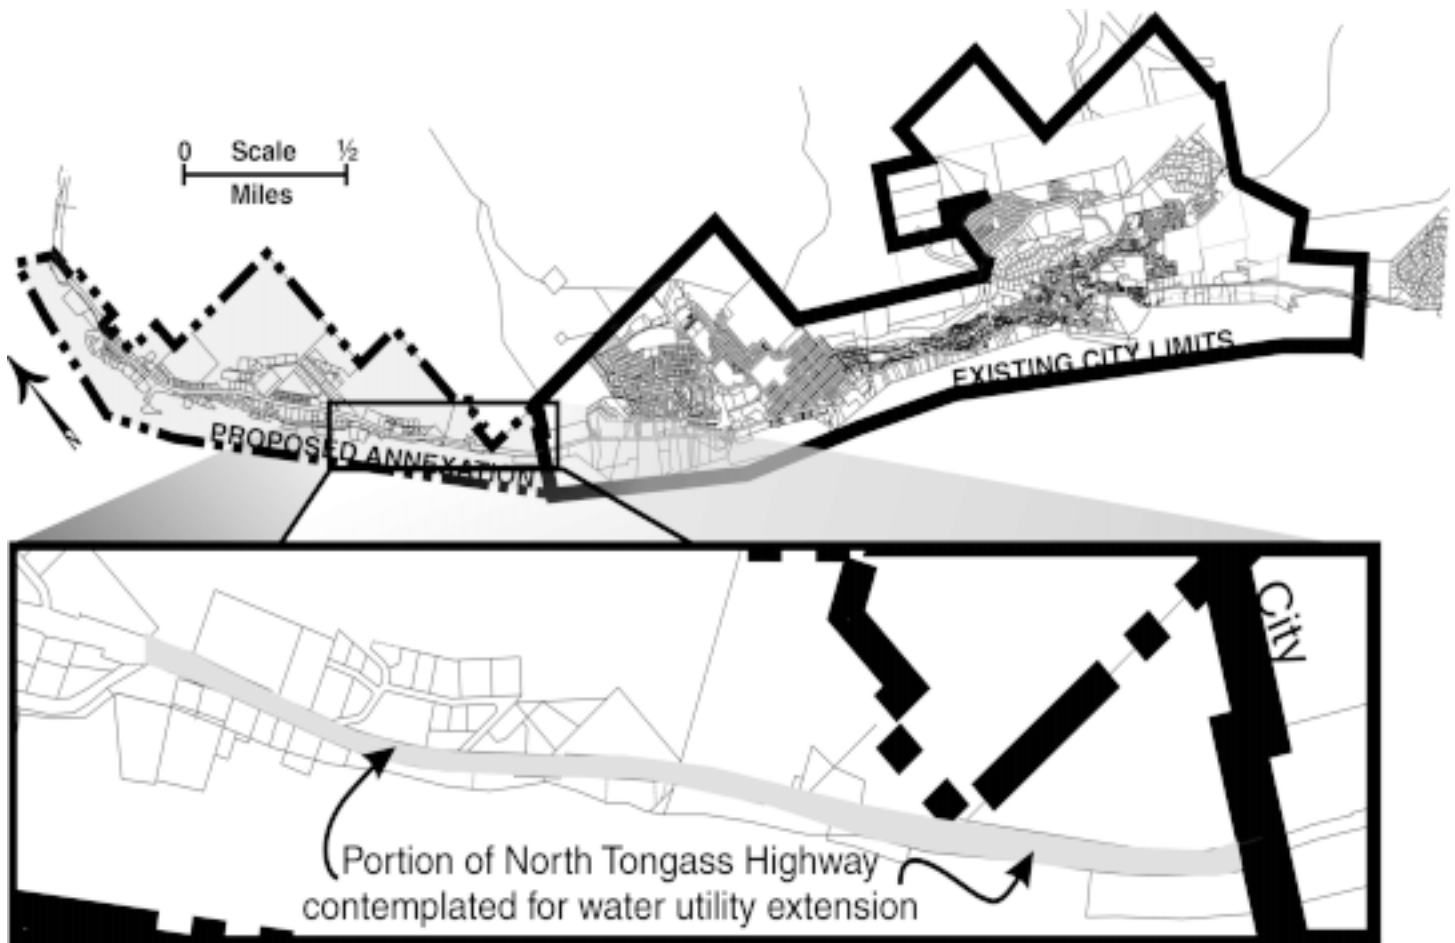 0 Scale ½
Miles
EXISTING CITY LIMITS
PROPOSED ANNEXATION
City
Portion of North Tongass Highway
contemplated for water utility extension